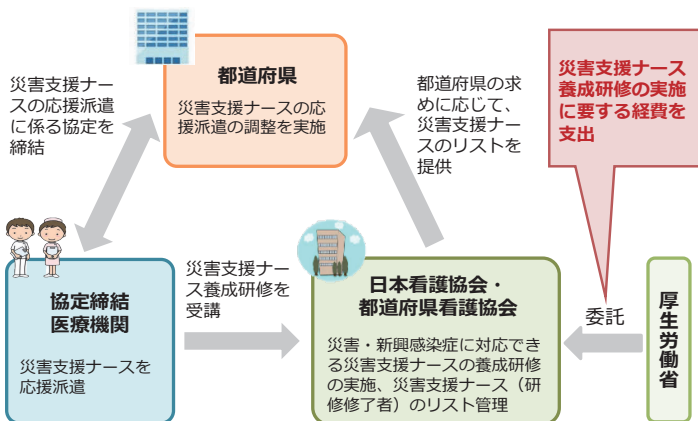 都道府県
災害支援ナースの応
援派遣の調整を実施
災害支援ナー
スの応援派遣
に係る協定を
締結
都道府県の求
めに応じて、
災害支援ナー
スのリストを
提供
災害支援ナース
養成研修の実施
に要する経費を
支出
協定締結
医療機関
災害支援ナースを
応援派遣
災害支援ナー
ス養成研修を
受講
日本看護協会・
都道府県看護協会
災害・新興感染症に対応でき
る災害支援ナースの養成研修
の実施、災害支援ナース（研
修修了者）のリスト管理
委託
厚生労働省